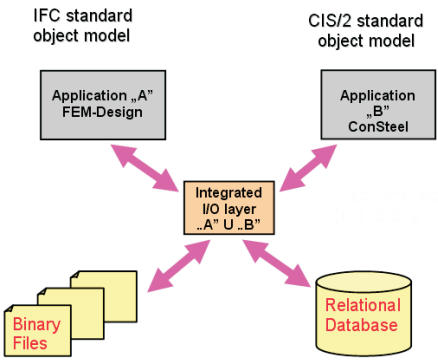 IFC standard
object model
CIS/2 standard
object model
Application „A”
FEM-Design
Application
„B”
ConSteel
Integrated
I/O layer
„A” U „B”
Binary
Files
Relational
Database